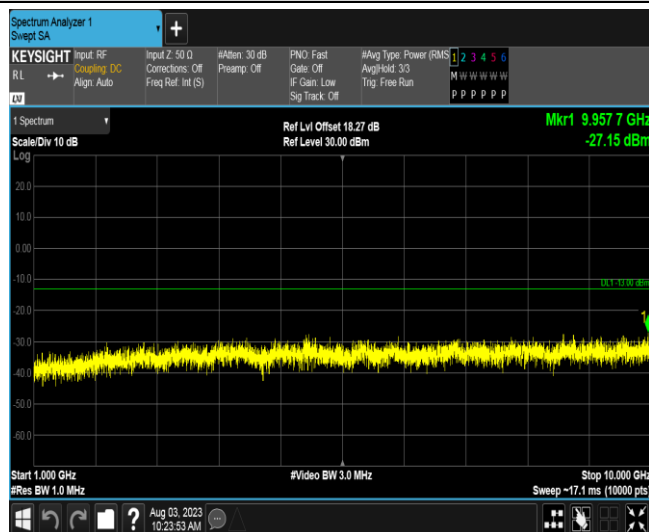 Spectrum Analyzer 1
Swept SA
+
KEYSIGHT
RL
Input: RF
Coupling: DC
Align: Auto
Input Z: 50 Ω
Corrections: Off
Freq Ref: Int (S)
#Atten: 30 dB
Preamp: Off
PNO: Fast
Gate: Off
IF Gain: Low
Sig Track: Off
#Avg Type: Power (RMS
Avg|Hold: 3/3
Trig: Free Run
1 2 3 4 5 6
M W W W W W
P P P P P P
LXI
1 Spectrum
Scale/Div 10 dB
Log
Ref Lvl Offset 18.27 dB
Ref Level 30.00 dBm
Mkr1 9.957 7 GHz
-27.15 dBm
20.0
10.0
0.00
-10.0
DL1 -13.00 dBm
-20.0
1
-30.0
-40.0
-50.0
-60.0
Start 1.000 GHz
#Res BW 1.0 MHz
#Video BW 3.0 MHz
Stop 10.000 GHz
Sweep ~17.1 ms (10000 pts)
?
Aug 03, 2023
10:23:53 AM